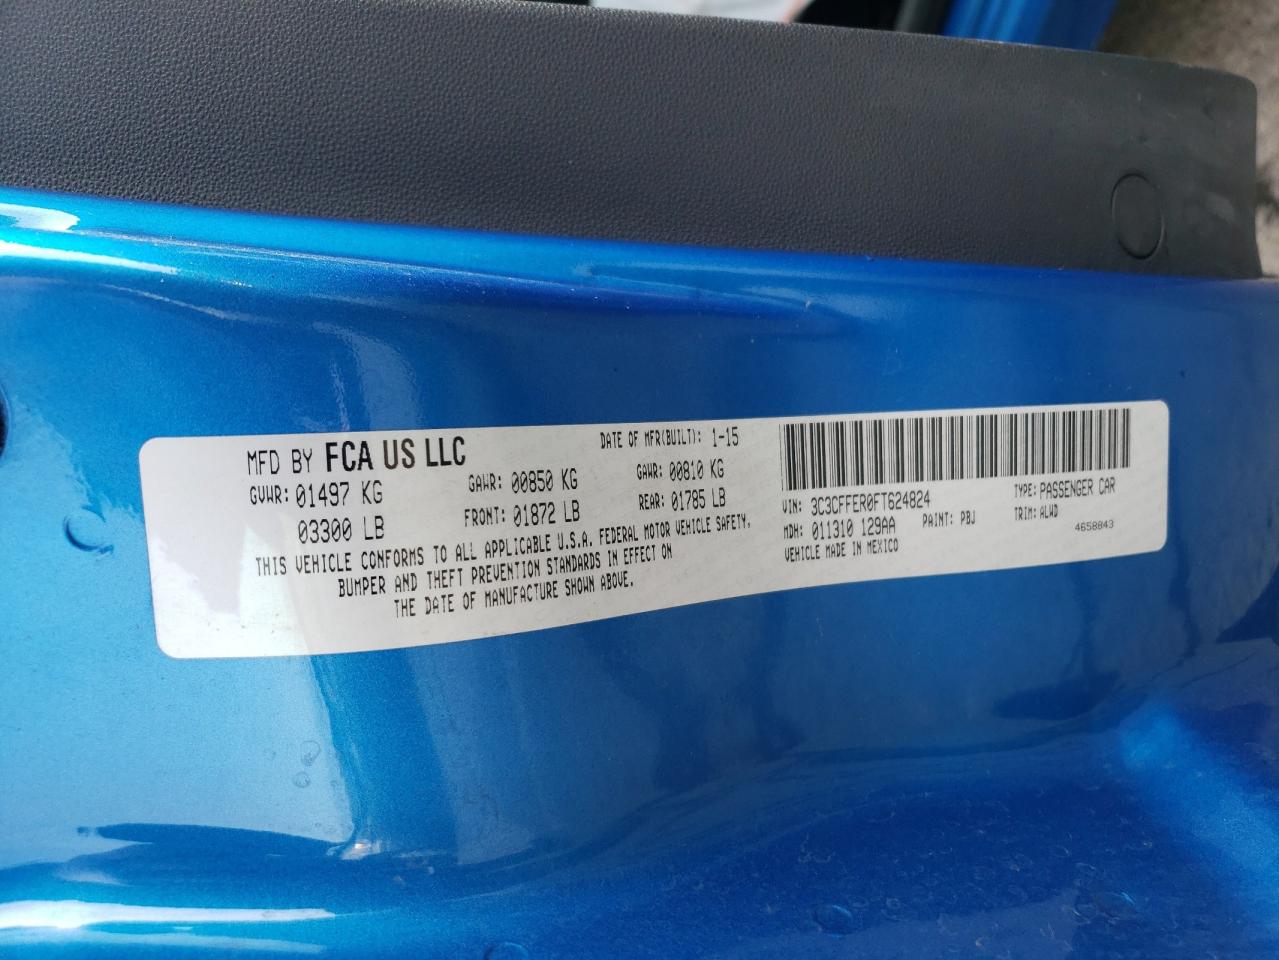 MFD BY FCA US LLC DATE OF MFR(BUILT): 1-15
GVWR: 01497 KG GAWR: 00850 KG GAWR: 00810 KG
03300 LB FRONT: 01872 LB REAR: 01785 LB
THIS VEHICLE CONFORMS TO ALL APPLICABLE U.S.A. FEDERAL MOTOR VEHICLE SAFETY,
BUMPER AND THEFT PREVENTION STANDARDS IN EFFECT ON
THE DATE OF MANUFACTURE SHOWN ABOVE.
VIN: 3C3CFFER0FT624824 TYPE: PASSENGER CAR
MDH: 011310 129AA PAINT: PBJ TRIM: ALWD
VEHICLE MADE IN MEXICO 4658843